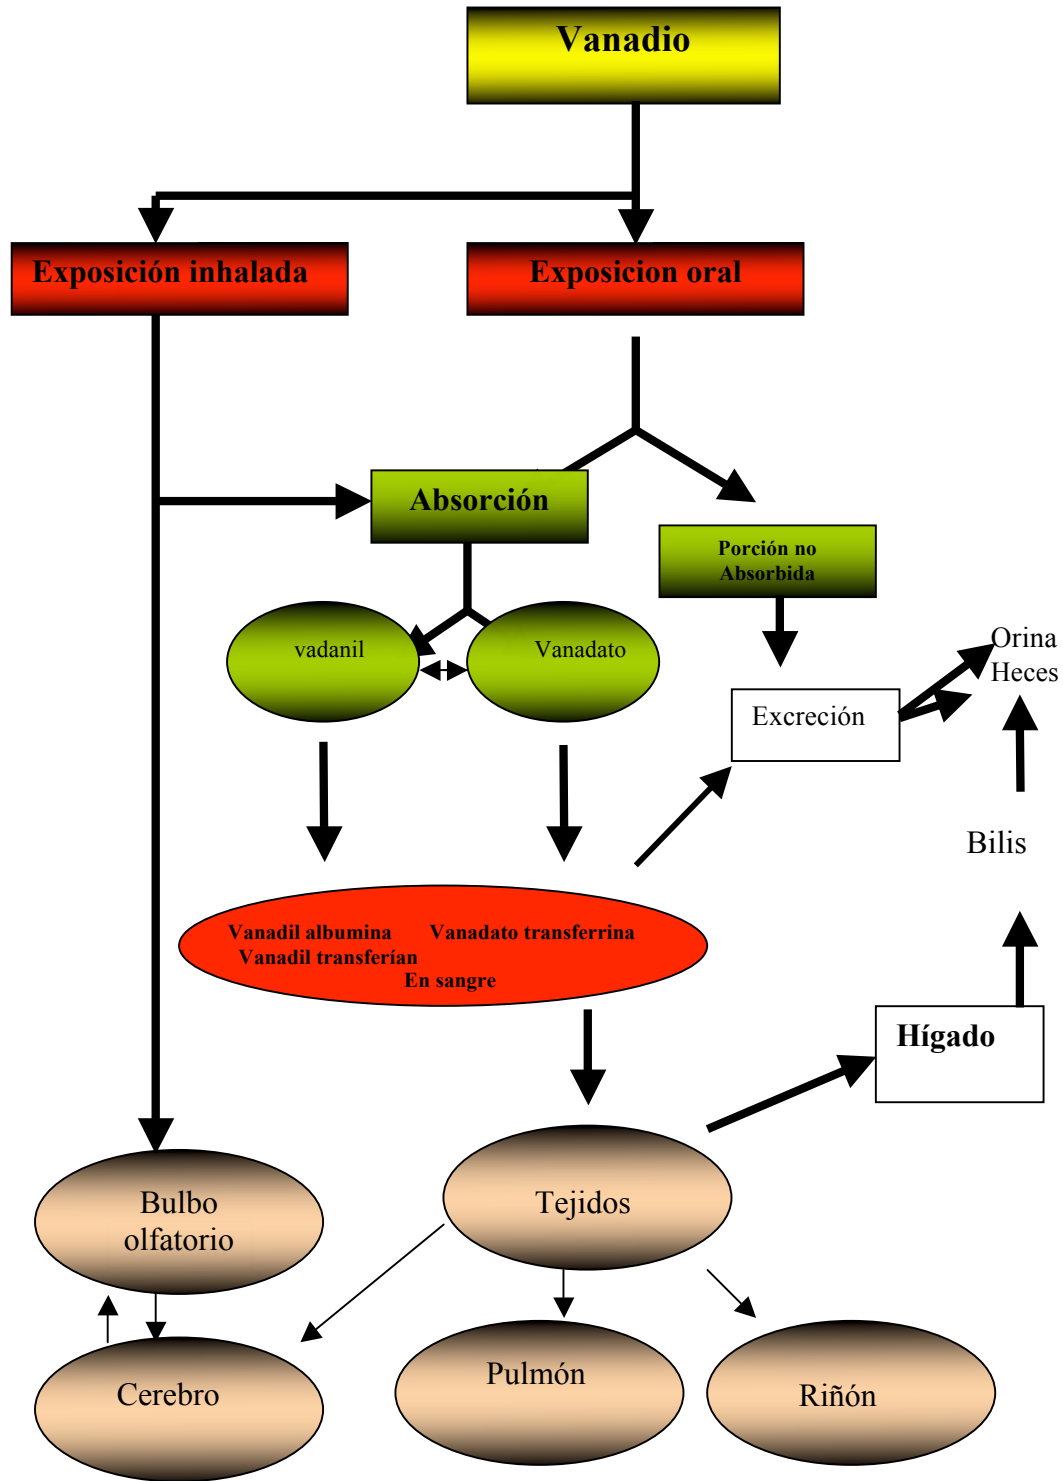 Vanadio
Exposición inhalada
Exposicion oral
Absorción
Porción no
Absorbida
vadanil
Vanadato
Orina
Heces
Excreción
Bilis
Vanadil albumina Vanadato transferrina
Vanadil transferían
En sangre
Hígado
Bulbo
olfatorio
Tejidos
Cerebro
Pulmón
Riñón